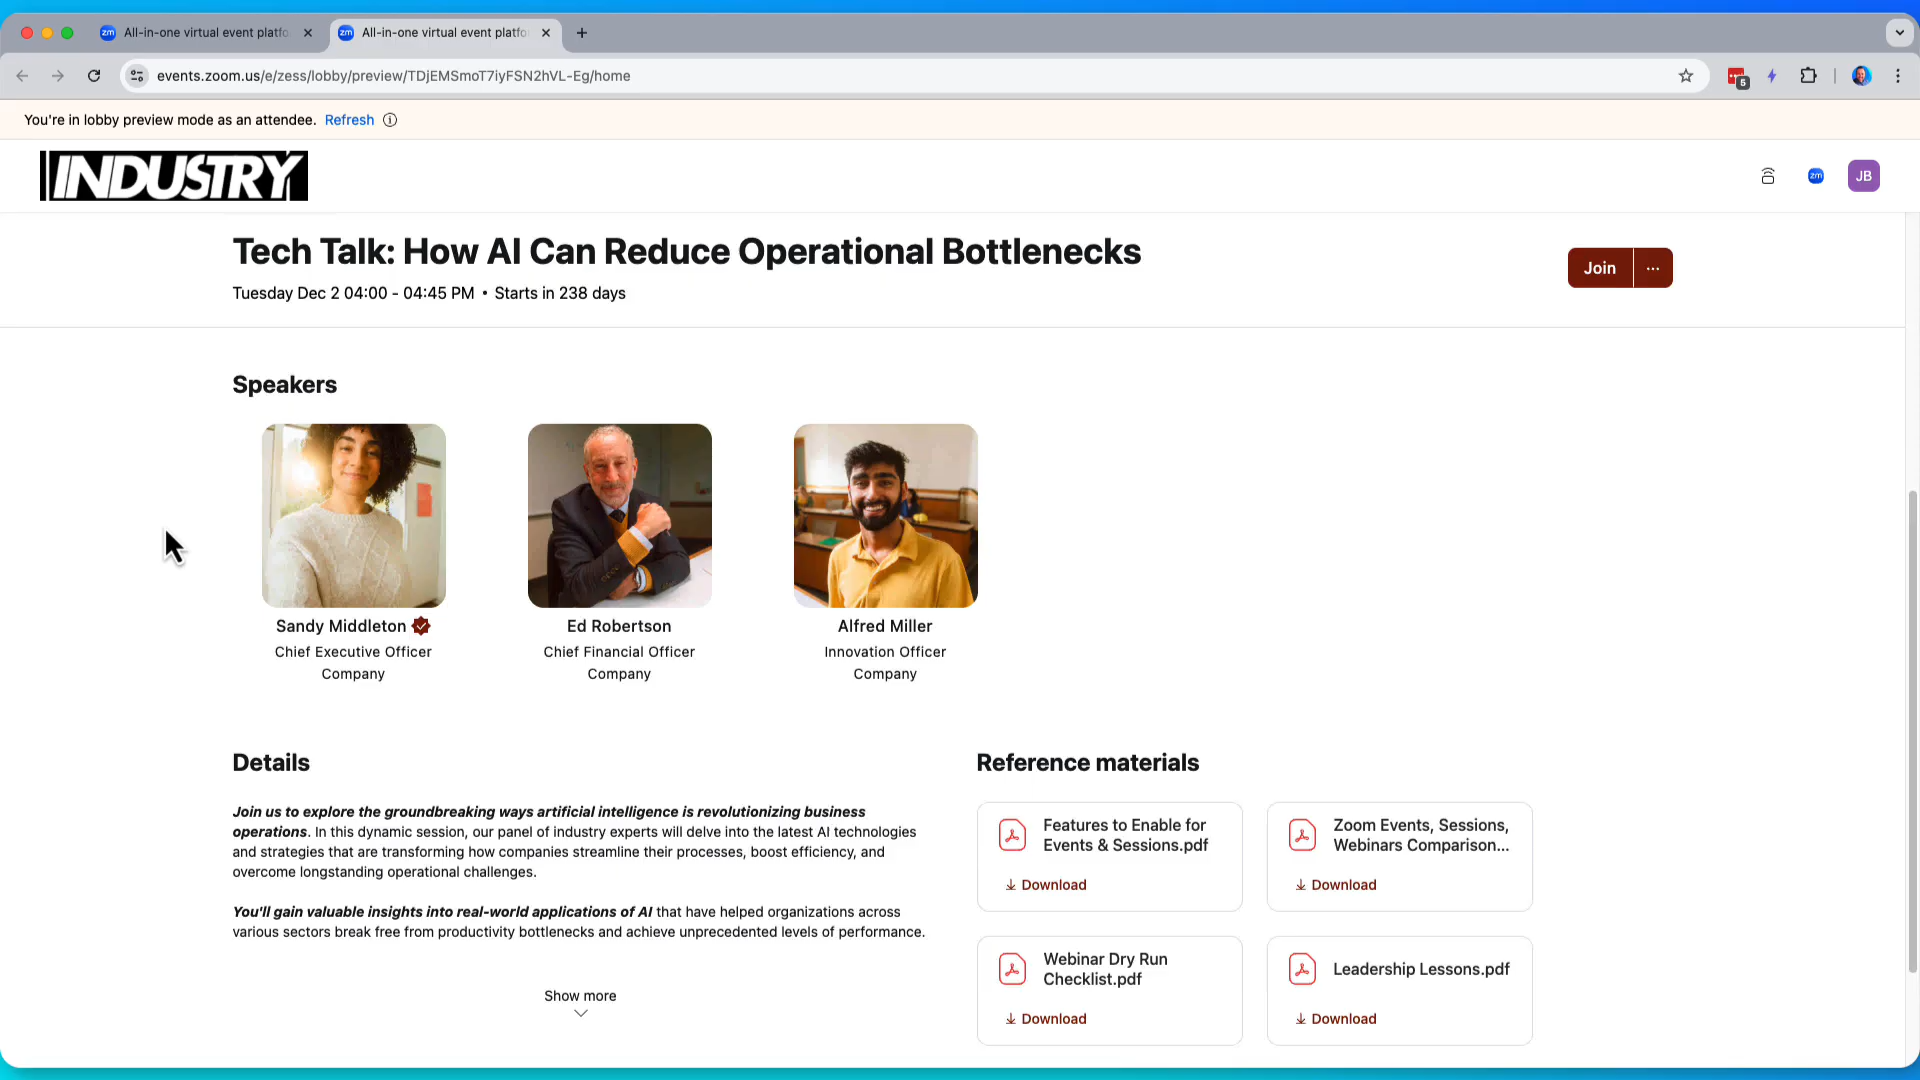 zm All-in-one virtual event platfo
zm All-in-one virtual event platfo
events.zoom.us/e/zess/lobby/preview/TDjEMSmoT7iyFSN2hVL-Eg/home
5
You're in lobby preview mode as an attendee. Refresh
INDUSTRY
zm
JB
Tech Talk: How AI Can Reduce Operational Bottlenecks
Tuesday Dec 2 04:00 - 04:45 PM • Starts in 238 days
Join
Speakers
Sandy Middleton
Chief Executive Officer
Company
Ed Robertson
Chief Financial Officer
Company
Alfred Miller
Innovation Officer
Company
Details
Join us to explore the groundbreaking ways artificial intelligence is revolutionizing business
operations. In this dynamic session, our panel of industry experts will delve into the latest AI technologies
and strategies that are transforming how companies streamline their processes, boost efficiency, and
overcome longstanding operational challenges.
You'll gain valuable insights into real-world applications of AI that have helped organizations across
various sectors break free from productivity bottlenecks and achieve unprecedented levels of performance.
Show more
Reference materials
Features to Enable for
Events & Sessions.pdf
Download
Zoom Events, Sessions,
Webinars Comparison...
Download
Webinar Dry Run
Checklist.pdf
Download
Leadership Lessons.pdf
Download